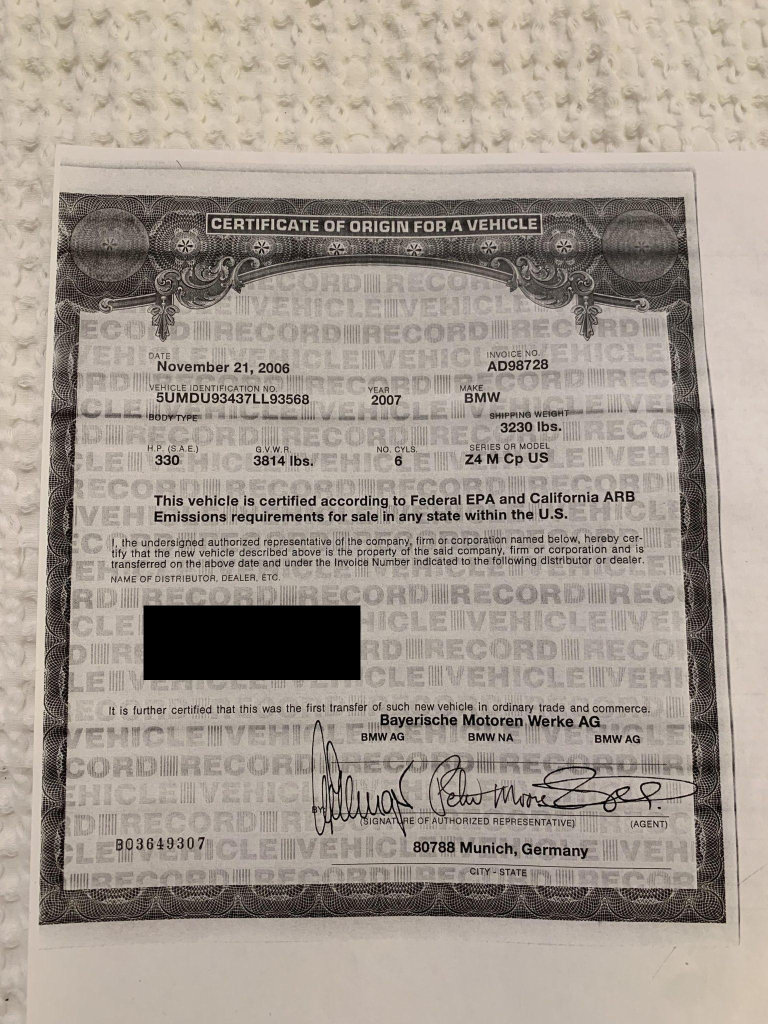 CERTIFICATE OF ORIGIN FOR A VEHICLE
DATE INVOICE NO.
November 21, 2006 AD98728
VEHICLE IDENTIFICATION NO. YEAR MAKE
5UMDU93437LL93568 2007 BMW
BODY TYPE SHIPPING WEIGHT
3230 lbs.
H.P. (S.A.E.) G.V.W.R. NO. CYLS. SERIES OR MODEL
330 3814 lbs. 6 Z4 M Cp US
This vehicle is certified according to Federal EPA and California ARB
Emissions requirements for sale in any state within the U.S.
I, the undersigned authorized representative of the company, firm or corporation named below, hereby cer-
tify that the new vehicle described above is the property of the said company, firm or corporation and is
transferred on the above date and under the Invoice Number indicated to the following distributor or dealer.
NAME OF DISTRIBUTOR, DEALER, ETC.
It is further certified that this was the first transfer of such new vehicle in ordinary trade and commerce.
Bayerische Motoren Werke AG
BMW AG BMW NA BMW AG
BY Peter Moore
(SIGNATURE OF AUTHORIZED REPRESENTATIVE) (AGENT)
B03649307
80788 Munich, Germany
CITY - STATE